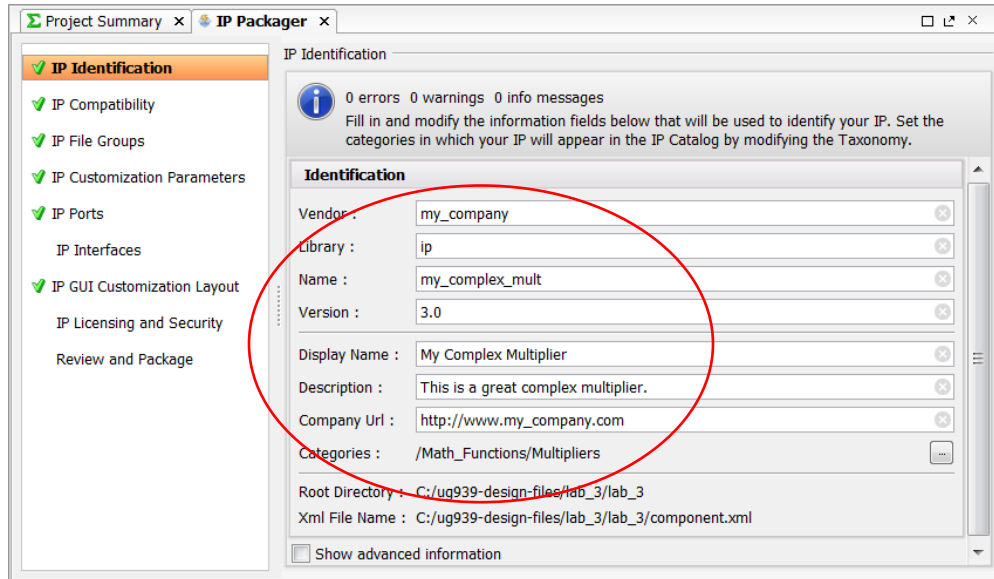 Σ Project Summary × IP Packager ×
IP Identification
IP Compatibility
IP File Groups
IP Customization Parameters
IP Ports
IP Interfaces
IP GUI Customization Layout
IP Licensing and Security
Review and Package
IP Identification
0 errors 0 warnings 0 info messages
Fill in and modify the information fields below that will be used to identify your IP. Set the
categories in which your IP will appear in the IP Catalog by modifying the Taxonomy.
Identification
Vendor : my_company
Library : ip
Name : my_complex_mult
Version : 3.0
Display Name : My Complex Multiplier
Description : This is a great complex multiplier.
Company Url : http://www.my_company.com
Categories : /Math_Functions/Multipliers ...
Root Directory : C:/ug939-design-files/lab_3/lab_3
Xml File Name : C:/ug939-design-files/lab_3/lab_3/component.xml
Show advanced information